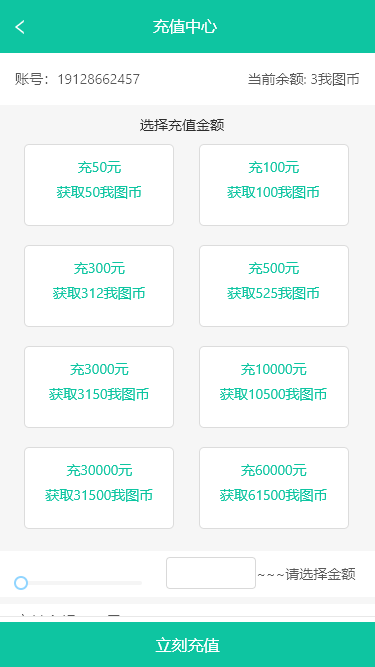 充值中心
账号：19128662457 当前余额: 3我图币
选择充值金额
充50元
获取50我图币
充100元
获取100我图币
充300元
获取312我图币
充500元
获取525我图币
充3000元
获取3150我图币
充10000元
获取10500我图币
充30000元
获取31500我图币
充60000元
获取61500我图币
~~~请选择金额
立刻充值